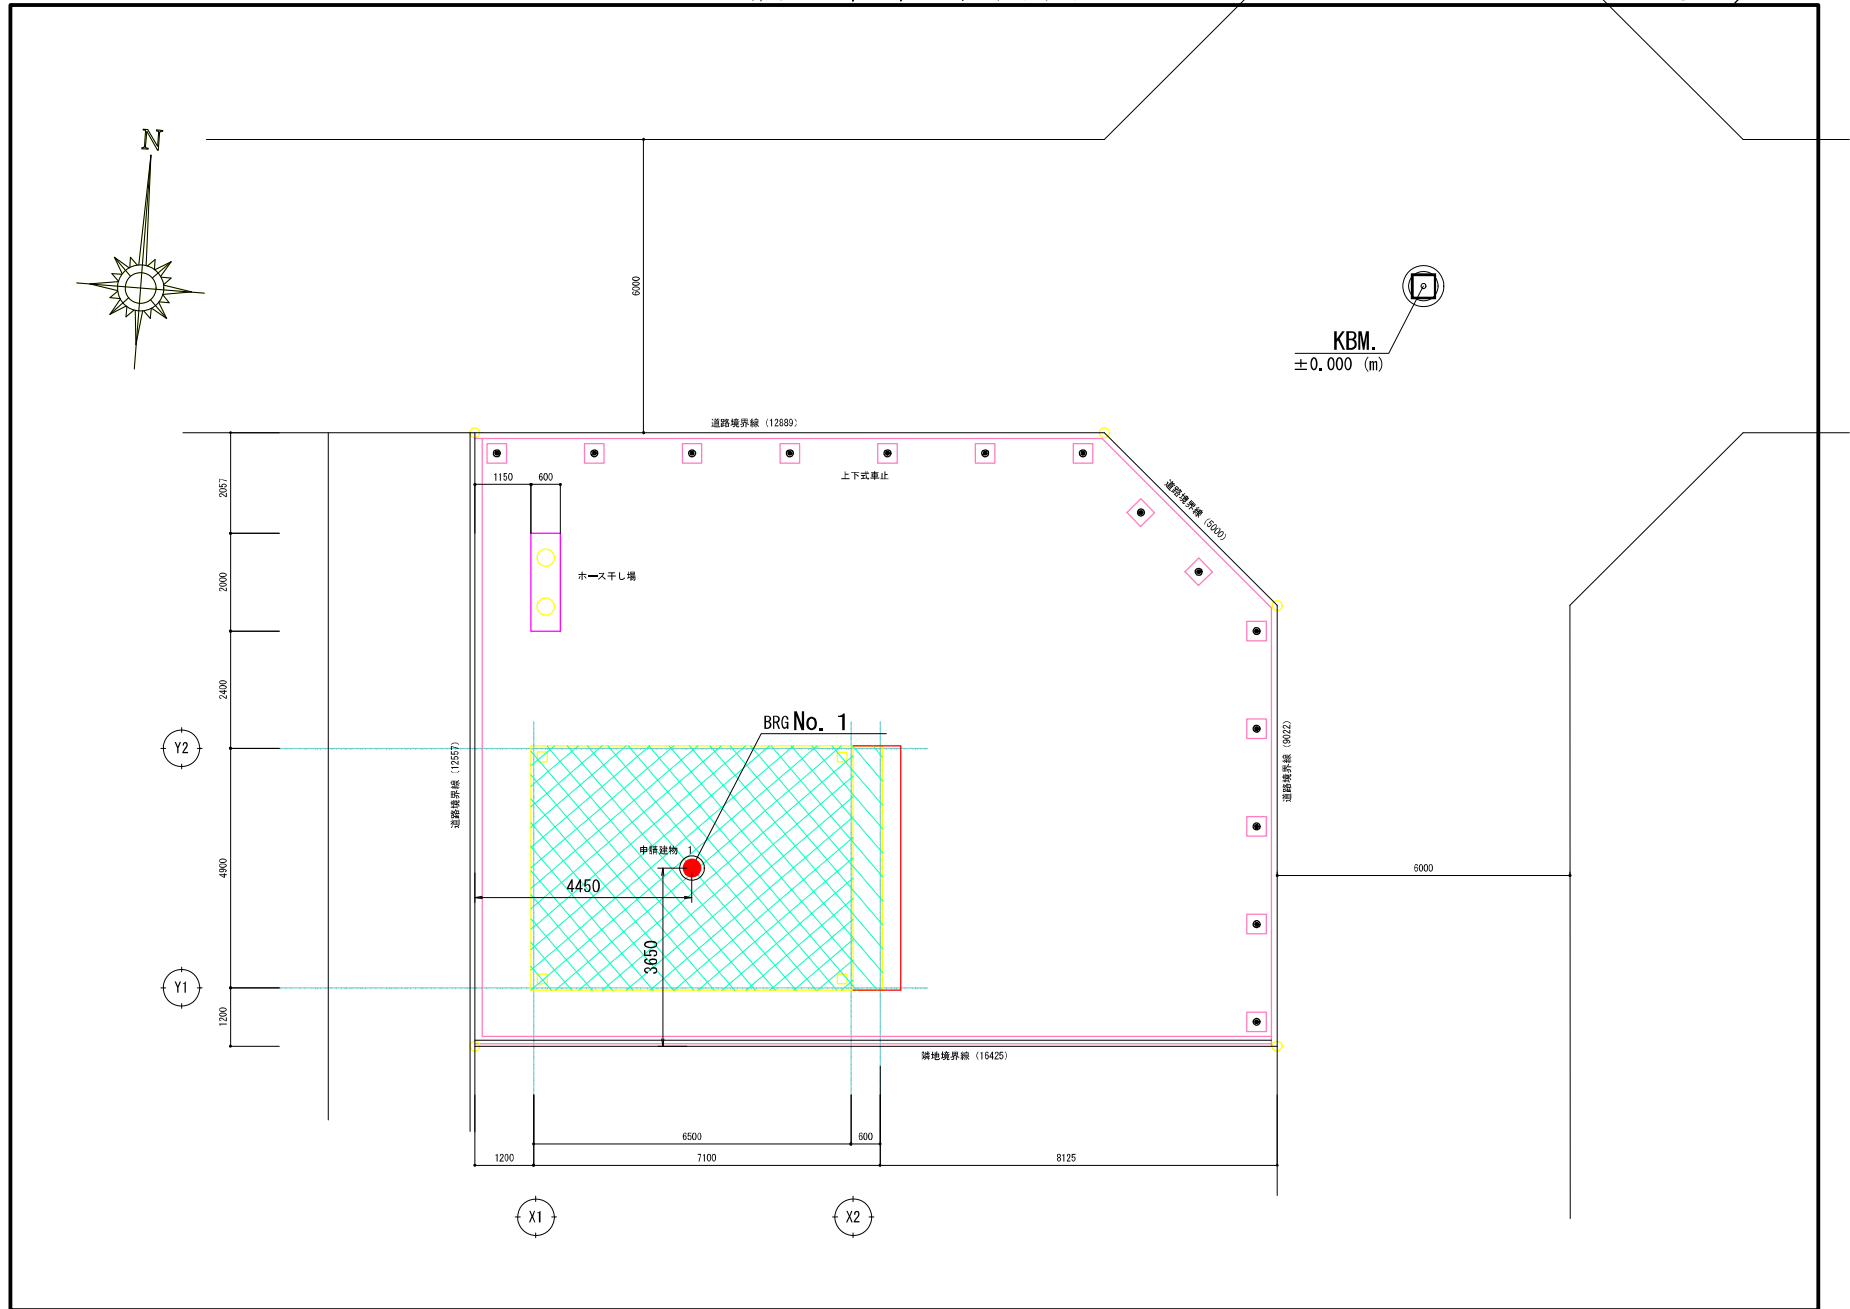 N
6000
KBM.
±0.000 (m)
道路境界線 (12889)
上下式車止
道路境界線 (5000)
1150
600
ホース干し場
2057
2000
2400
4900
1200
Y2
Y1
道路境界線 (12557)
BRG No. 1
申請建物 1
4450
3650
道路境界線 (9022)
6000
隣地境界線 (16425)
6500
600
1200
7100
8125
X1
X2